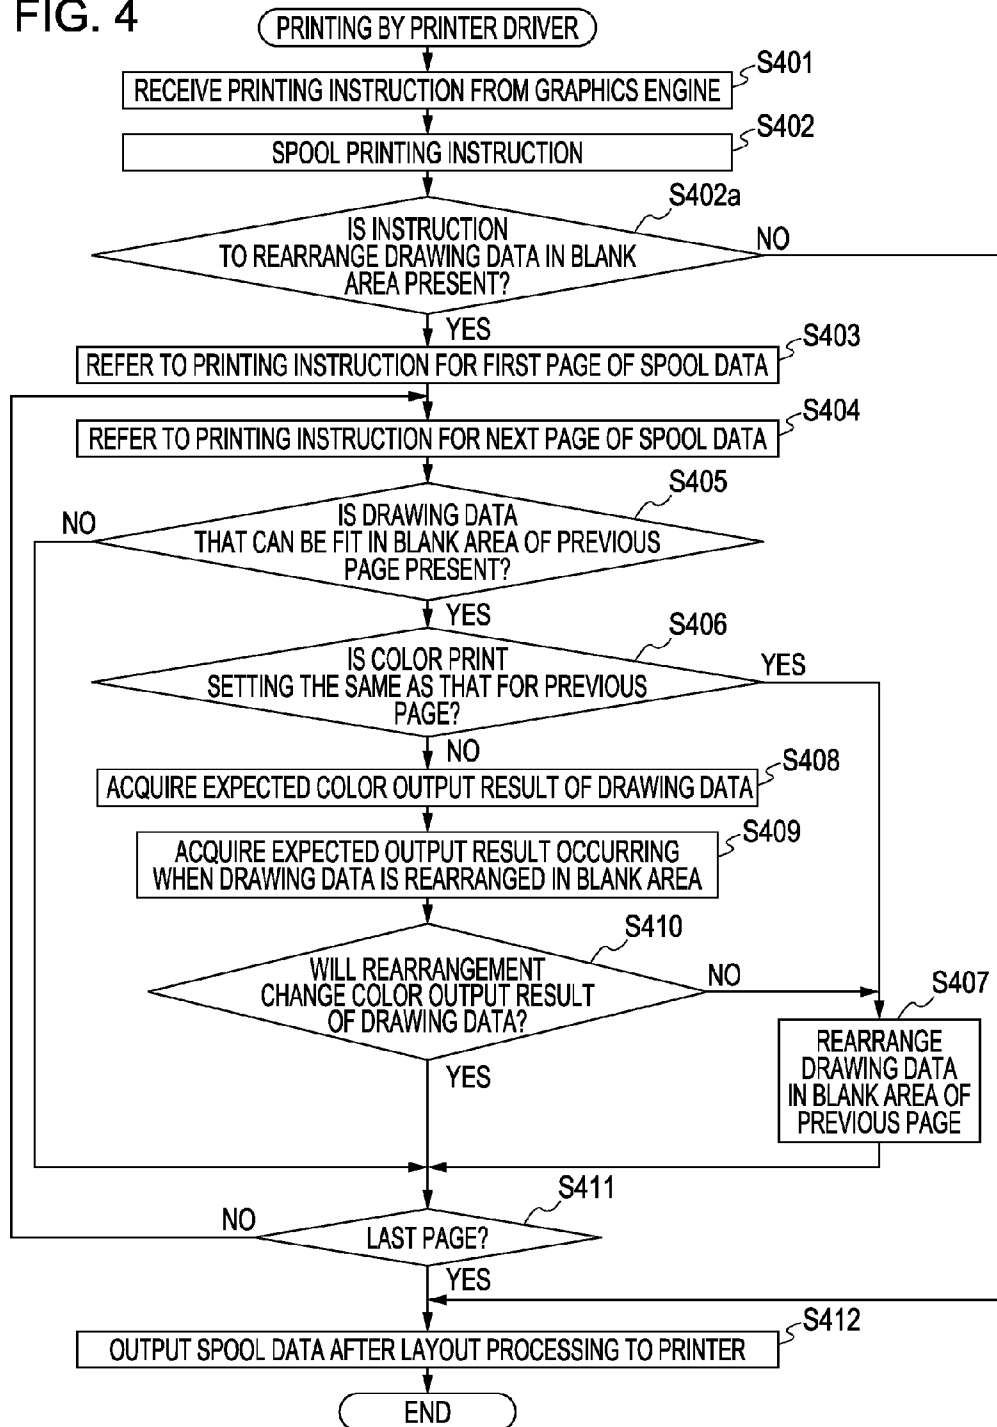 FIG. 4
PRINTING BY PRINTER DRIVER
S401
RECEIVE PRINTING INSTRUCTION FROM GRAPHICS ENGINE
S402
SPOOL PRINTING INSTRUCTION
S402a
IS INSTRUCTION
TO REARRANGE DRAWING DATA IN BLANK
AREA PRESENT?
NO
YES
S403
REFER TO PRINTING INSTRUCTION FOR FIRST PAGE OF SPOOL DATA
S404
REFER TO PRINTING INSTRUCTION FOR NEXT PAGE OF SPOOL DATA
S405
NO
IS DRAWING DATA
THAT CAN BE FIT IN BLANK AREA OF PREVIOUS
PAGE PRESENT?
YES
S406
IS COLOR PRINT
SETTING THE SAME AS THAT FOR PREVIOUS
PAGE?
YES
NO
S408
ACQUIRE EXPECTED COLOR OUTPUT RESULT OF DRAWING DATA
S409
ACQUIRE EXPECTED OUTPUT RESULT OCCURRING
WHEN DRAWING DATA IS REARRANGED IN BLANK AREA
S410
WILL REARRANGEMENT
CHANGE COLOR OUTPUT RESULT
OF DRAWING DATA?
NO
YES
S407
REARRANGE
DRAWING DATA
IN BLANK AREA OF
PREVIOUS PAGE
S411
NO
LAST PAGE?
YES
S412
OUTPUT SPOOL DATA AFTER LAYOUT PROCESSING TO PRINTER
END